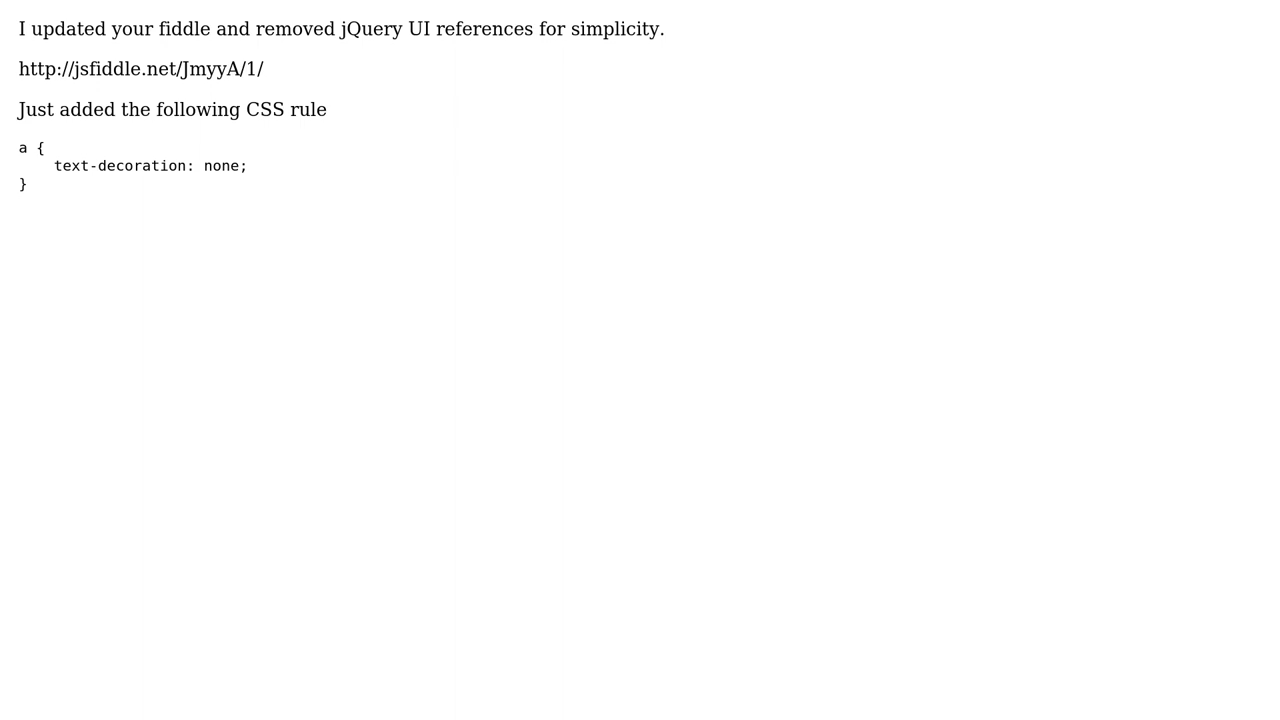 I updated your fiddle and removed jQuery UI references for simplicity.
http://jsfiddle.net/JmyyA/1/
Just added the following CSS rule
a {
    text-decoration: none;
}